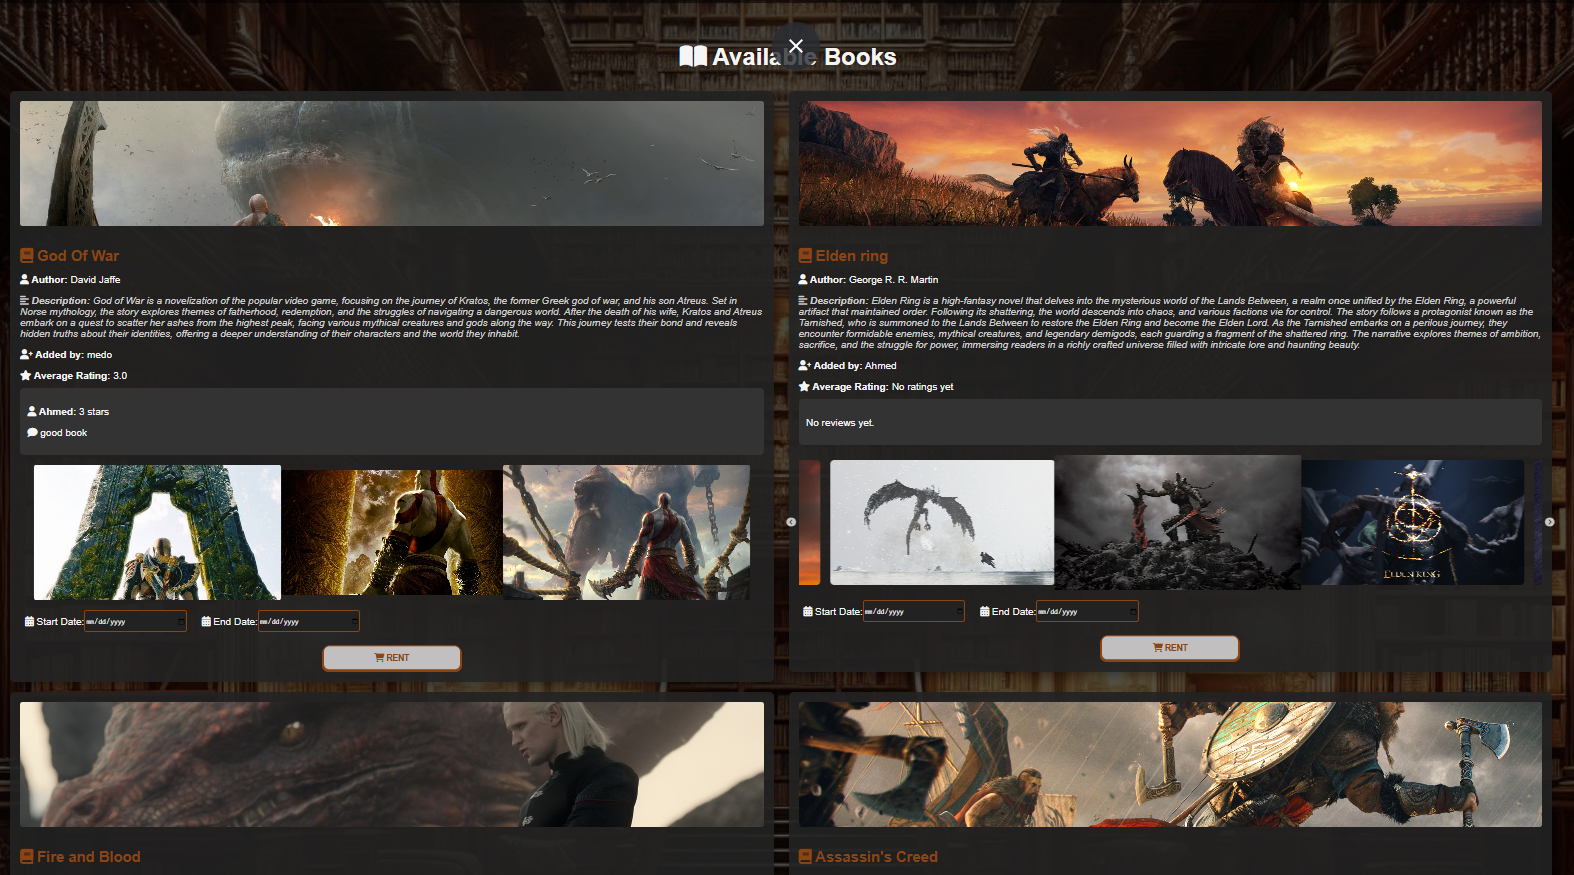 Available Books
God Of War
Author: David Jaffe
Description: God of War is a novelization of the popular video game, focusing on the journey of Kratos, the former Greek god of war, and his son Atreus. Set in
Norse mythology, the story explores themes of fatherhood, redemption, and the struggles of navigating a dangerous world. After the death of his wife, Kratos and Atreus
embark on a quest to scatter her ashes from the highest peak, facing various mythical creatures and gods along the way. This journey tests their bond and reveals
hidden truths about their identities, offering a deeper understanding of their characters and the world they inhabit.
Added by: medo
Average Rating: 3.0
Ahmed: 3 stars
good book
Start Date: mm/dd/yyyy
End Date: mm/dd/yyyy
RENT
Elden ring
Author: George R. R. Martin
Description: Elden Ring is a high-fantasy novel that delves into the mysterious world of the Lands Between, a realm once unified by the Elden Ring, a powerful
artifact that maintained order. Following its shattering, the world descends into chaos, and various factions vie for control. The story follows a protagonist known as the
Tarnished, who is summoned to the Lands Between to restore the Elden Ring and become the Elden Lord. As the Tarnished embarks on a perilous journey, they
encounter formidable enemies, mythical creatures, and legendary demigods, each guarding a fragment of the shattered ring. The narrative explores themes of ambition,
sacrifice, and the struggle for power, immersing readers in a richly crafted universe filled with intricate lore and haunting beauty.
Added by: Ahmed
Average Rating: No ratings yet
No reviews yet.
ELDEN RING
Start Date: mm/dd/yyyy
End Date: mm/dd/yyyy
RENT
Fire and Blood
Assassin's Creed